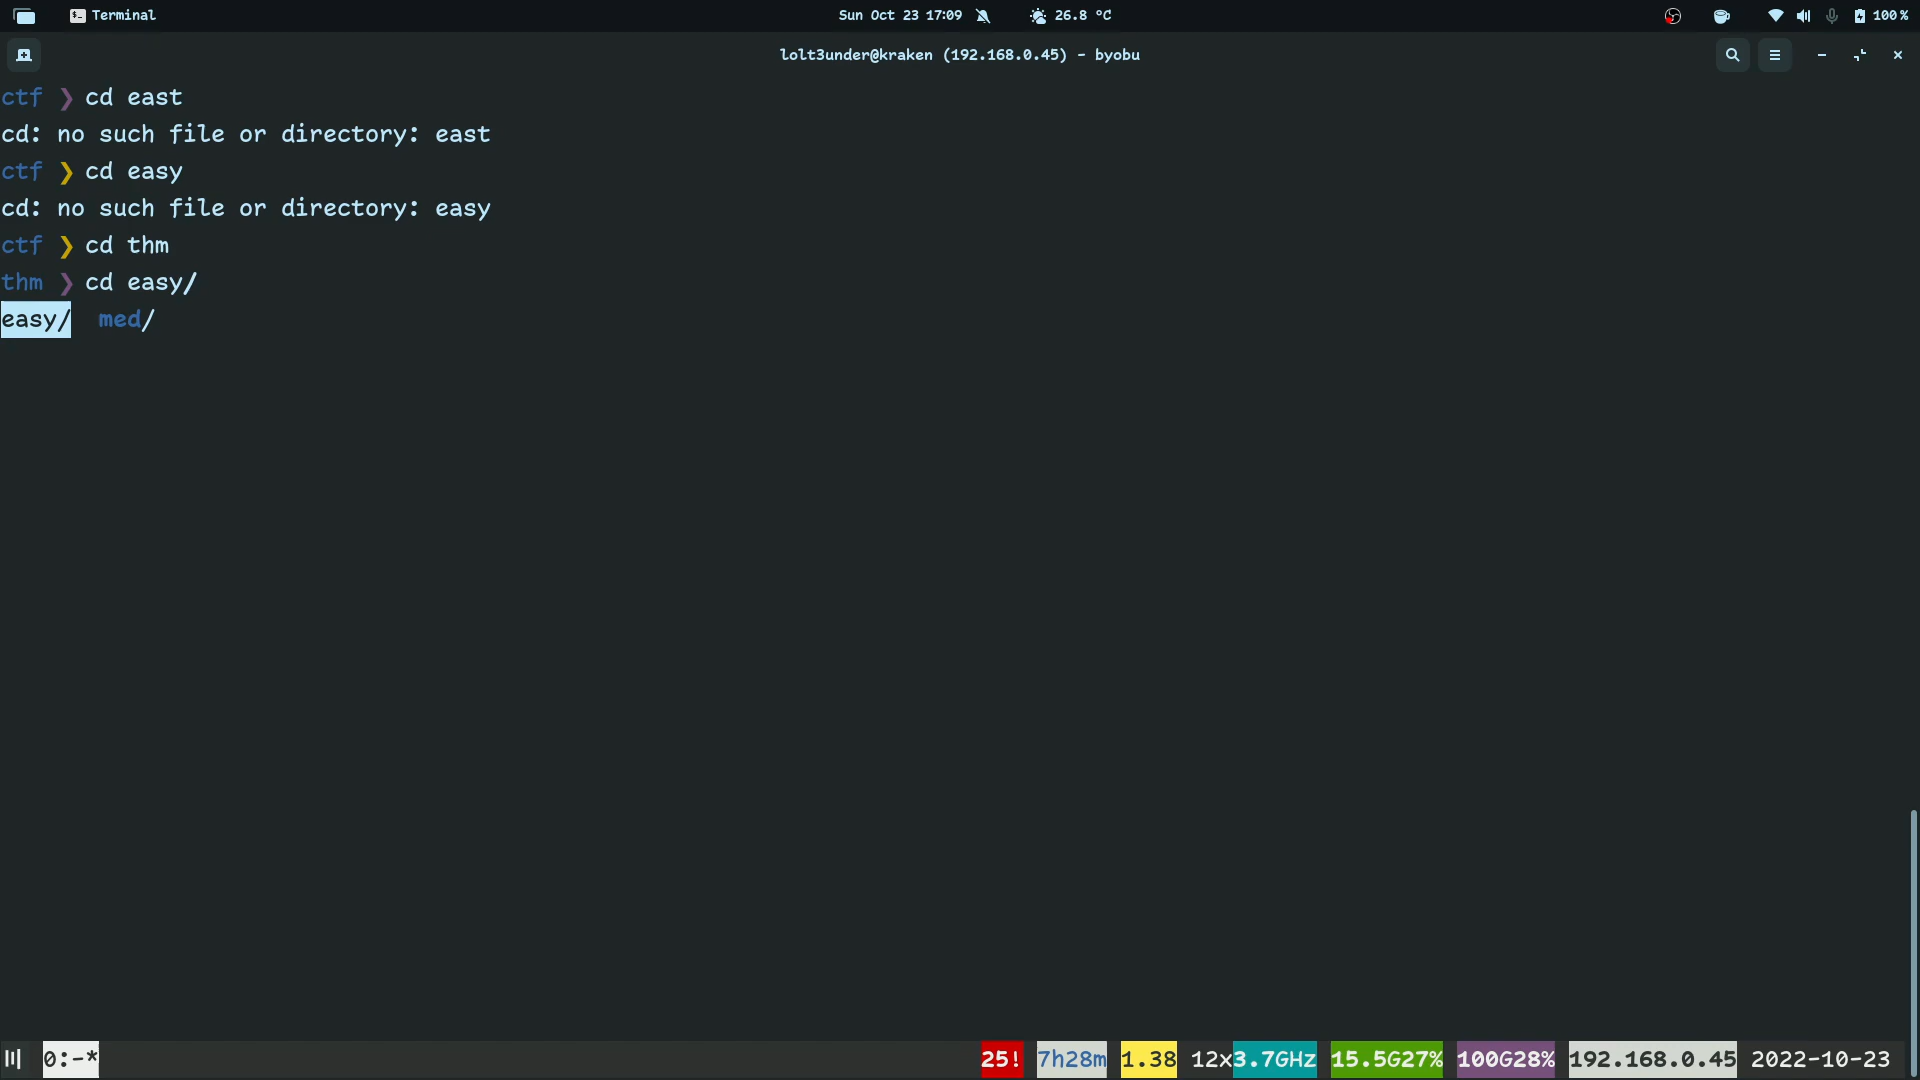 Terminal
Sun Oct 23 17:09
26.8 °C
100%
lolt3under@kraken (192.168.0.45) - byobu
ctf ❯ cd east
cd: no such file or directory: east
ctf ❯ cd easy
cd: no such file or directory: easy
ctf ❯ cd thm
thm ❯ cd easy/
easy/  med/
0:-*
25! 7h28m 1.38 12x3.7GHz 15.5G27% 100G28% 192.168.0.45 2022-10-23